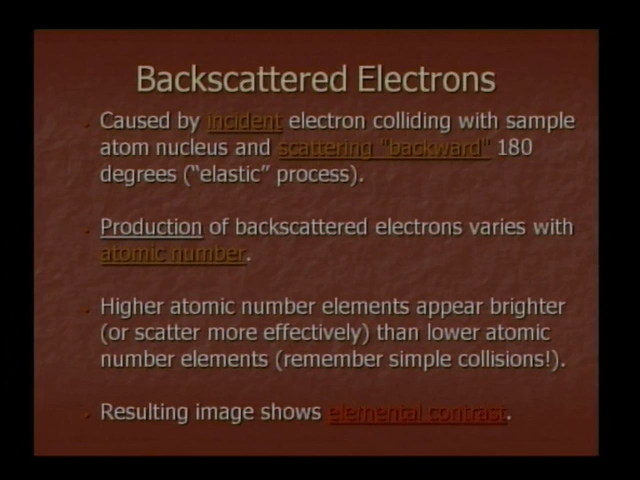 Backscattered Electrons
Caused by incident electron colliding with sample
atom nucleus and scattering "backward" 180
degrees (“elastic” process).
Production of backscattered electrons varies with
atomic number.
Higher atomic number elements appear brighter
(or scatter more effectively) than lower atomic
number elements (remember simple collisions!).
Resulting image shows elemental contrast.